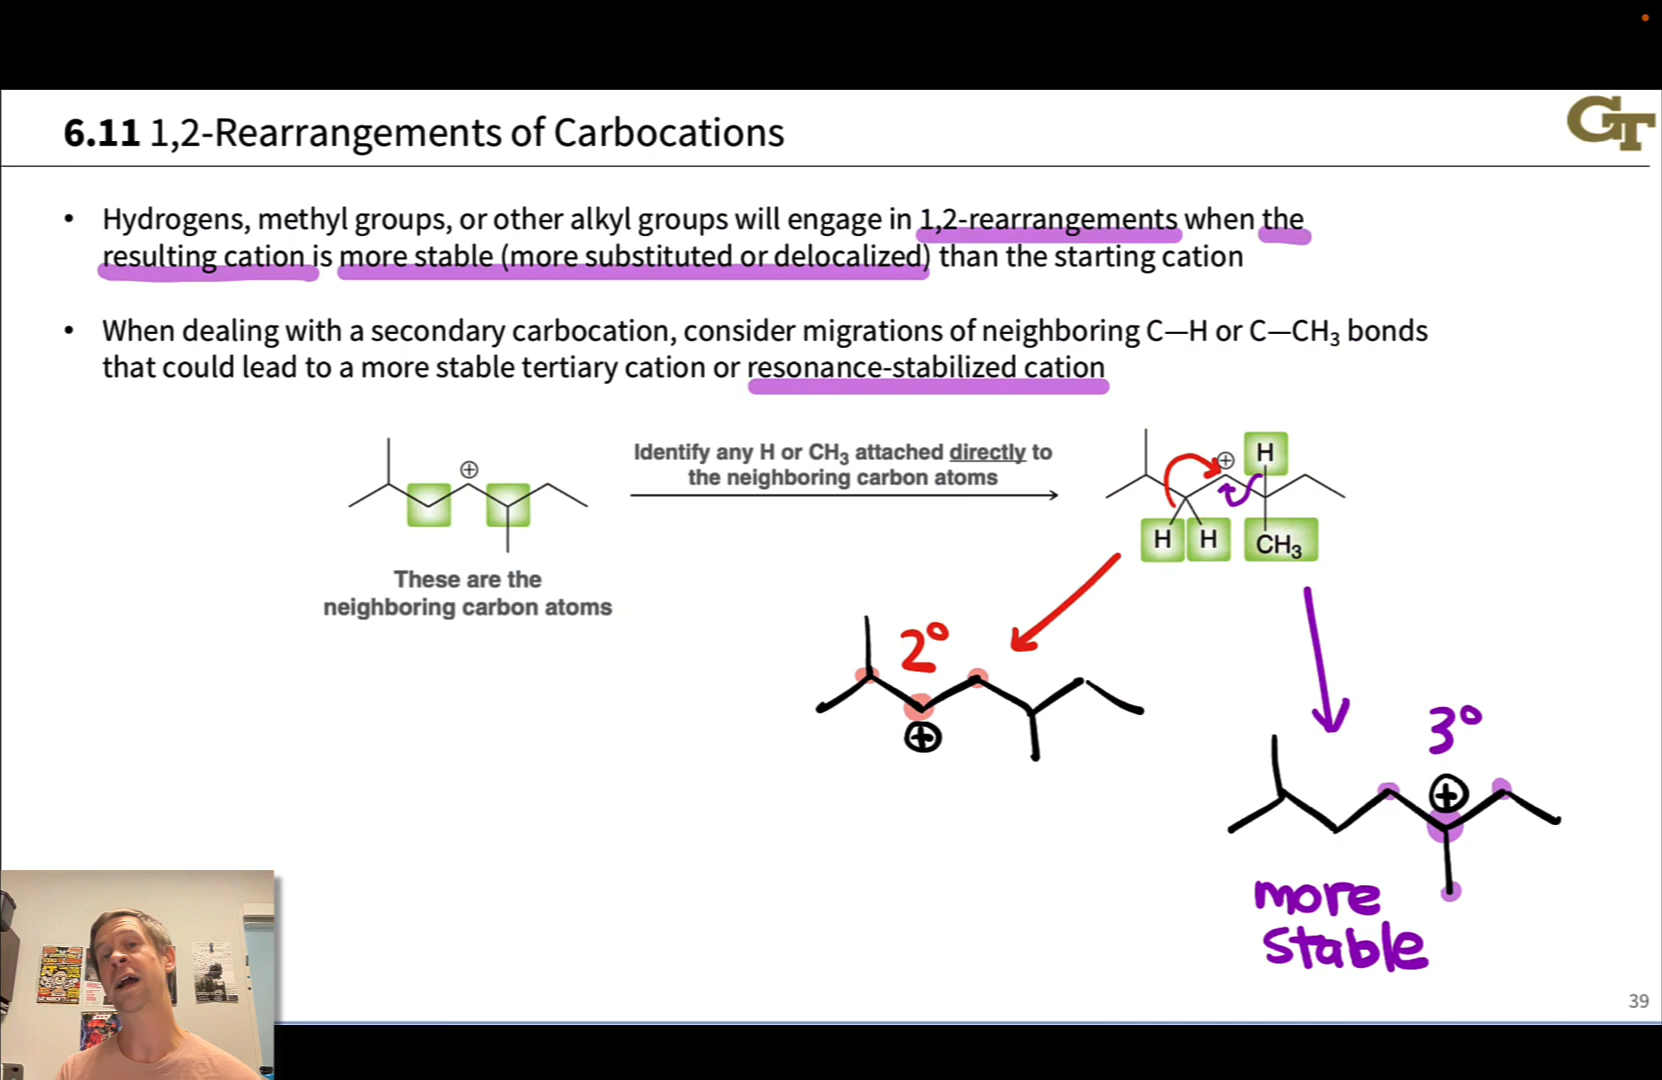 6.11 1,2-Rearrangements of Carbocations
GT
• Hydrogens, methyl groups, or other alkyl groups will engage in 1,2-rearrangements when the
resulting cation is more stable (more substituted or delocalized) than the starting cation
• When dealing with a secondary carbocation, consider migrations of neighboring C—H or C—CH₃ bonds
that could lead to a more stable tertiary cation or resonance-stabilized cation
⊕
These are the
neighboring carbon atoms
Identify any H or CH₃ attached directly to
the neighboring carbon atoms
⊕ H
H H CH₃
2°
⊕
3°
⊕
more
stable
39